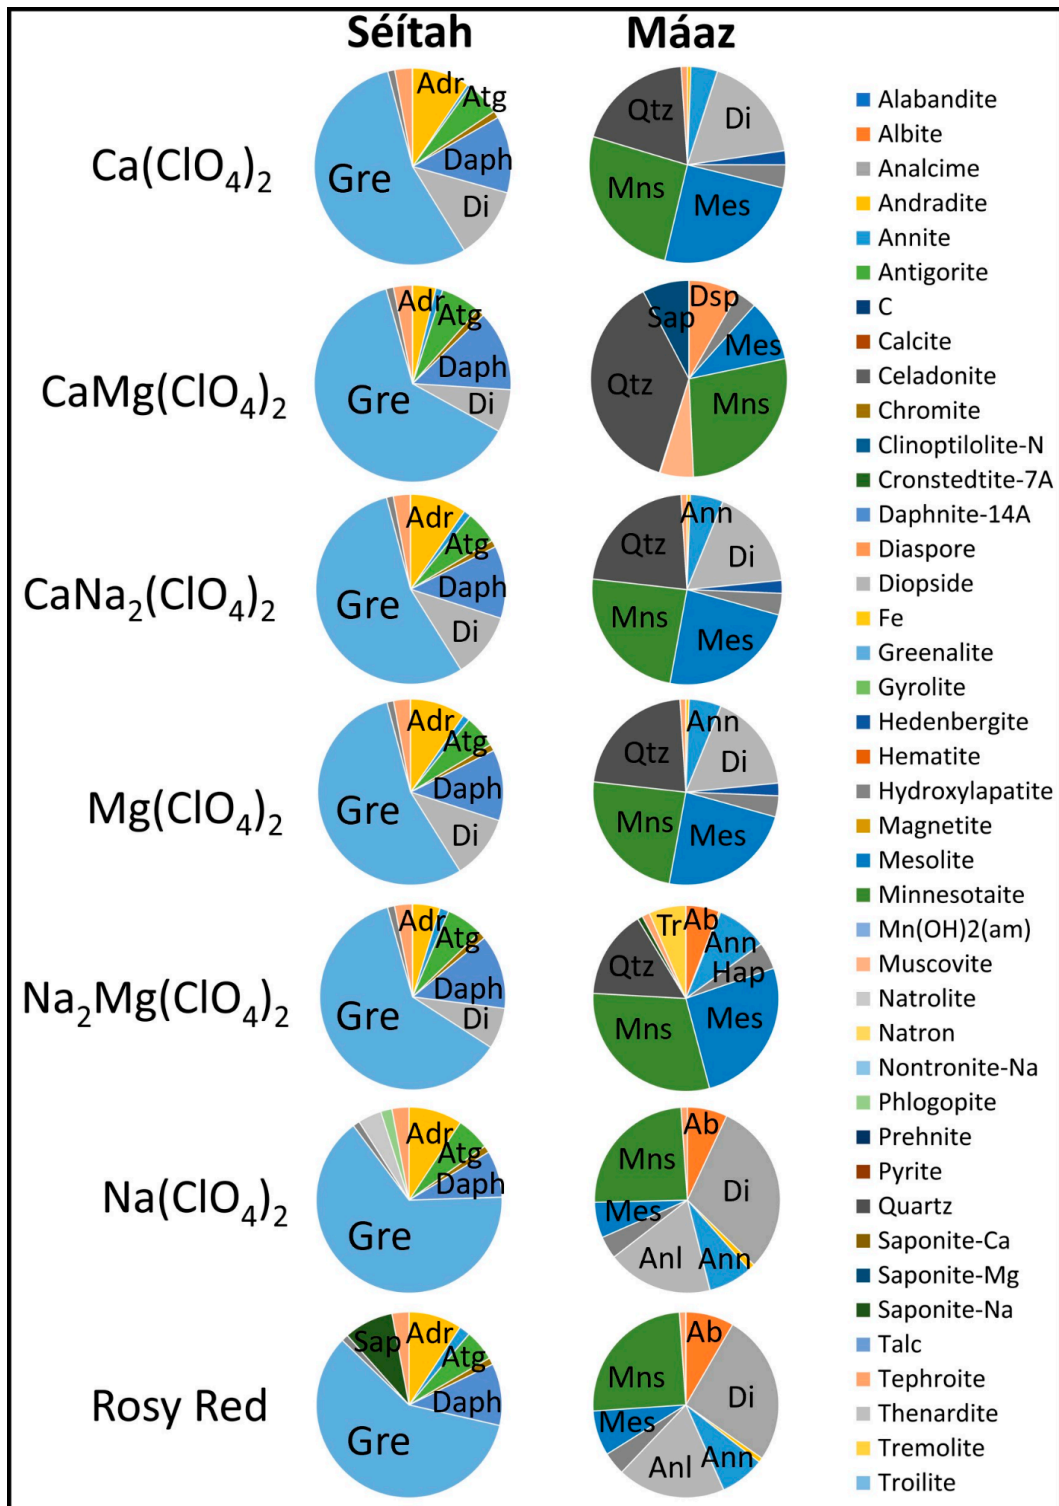 Séítah Máaz
Ca(ClO4)2
Adr
Atg
Daph
Di
Gre
Qtz
Di
Mns
Mes
CaMg(ClO4)2
Adr
Atg
Daph
Di
Gre
Sap
Dsp
Mes
Qtz
Mns
CaNa2(ClO4)2
Adr
Atg
Daph
Di
Gre
Ann
Qtz
Di
Mns
Mes
Mg(ClO4)2
Adr
Atg
Daph
Di
Gre
Ann
Qtz
Di
Mns
Mes
Na2Mg(ClO4)2
Adr
Atg
Daph
Di
Gre
Tr
Ab
Ann
Hap
Qtz
Mes
Mns
Na(ClO4)2
Adr
Atg
Daph
Gre
Ab
Mns
Di
Mes
Anl
Ann
Rosy Red
Sap
Adr
Atg
Daph
Gre
Ab
Mns
Di
Mes
Anl
Ann
Alabandite
Albite
Analcime
Andradite
Annite
Antigorite
C
Calcite
Celadonite
Chromite
Clinoptilolite-N
Cronstedtite-7A
Daphnite-14A
Diaspore
Diopside
Fe
Greenalite
Gyrolite
Hedenbergite
Hematite
Hydroxylapatite
Magnetite
Mesolite
Minnesotaite
Mn(OH)2(am)
Muscovite
Natrolite
Natron
Nontronite-Na
Phlogopite
Prehnite
Pyrite
Quartz
Saponite-Ca
Saponite-Mg
Saponite-Na
Talc
Tephroite
Thenardite
Tremolite
Troilite